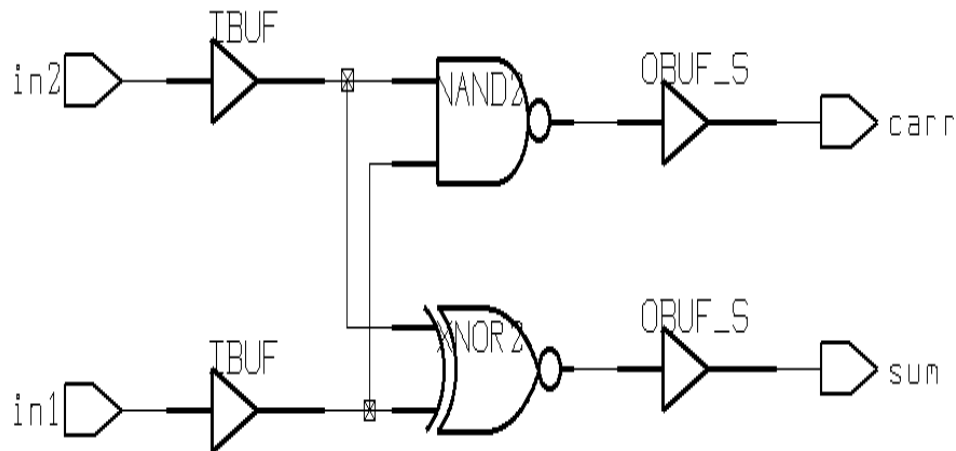 IBUF
in2
NAND2
OBUF_S
carr
IBUF
in1
XNOR2
OBUF_S
sum